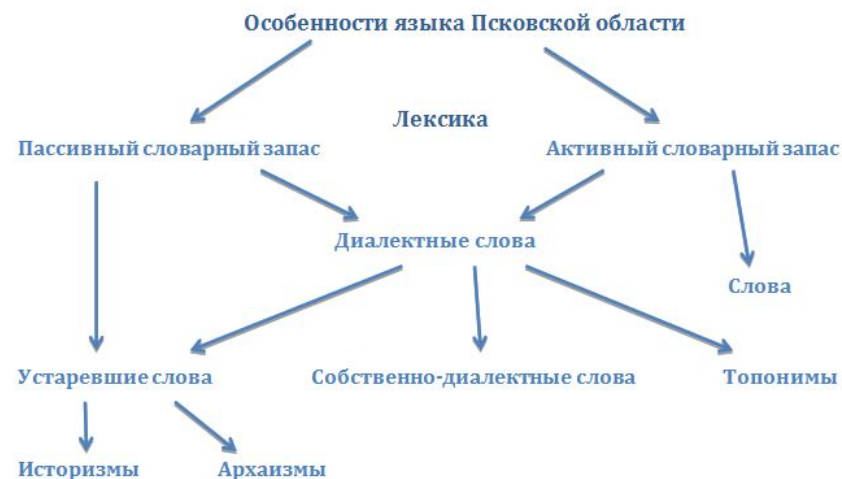 Особенности языка Псковской области
Лексика
Пассивный словарный запас
Активный словарный запас
Диалектные слова
Слова
Устаревшие слова
Собственно-диалектные слова
Топонимы
Историзмы
Архаизмы